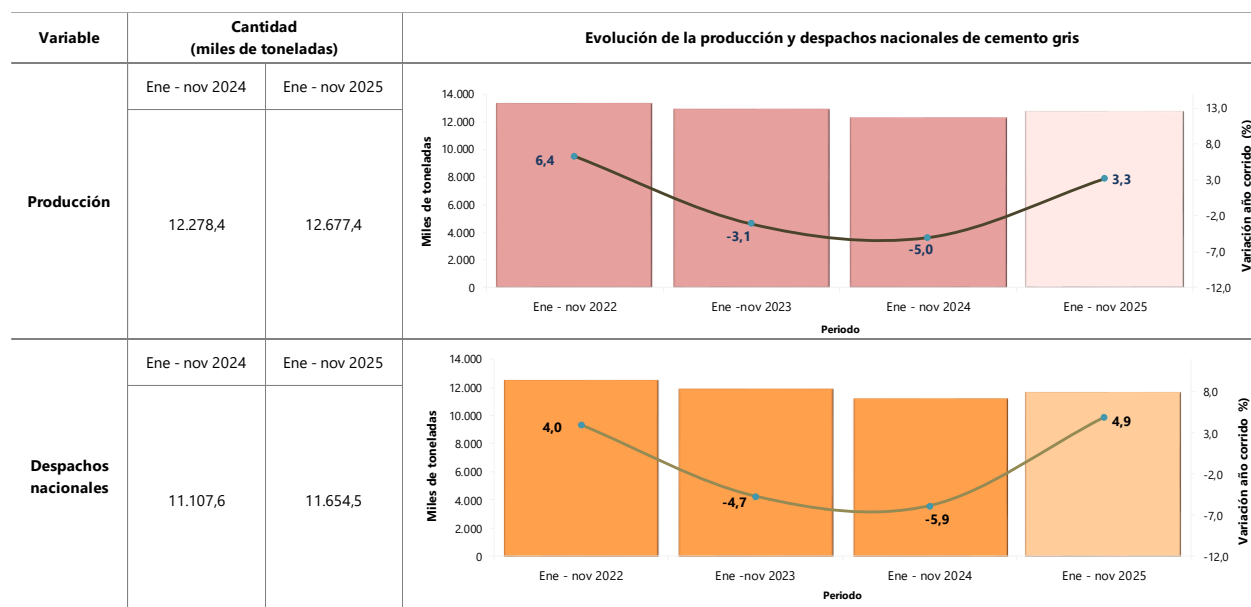 Variable
Cantidad
(miles de toneladas)
Evolución de la producción y despachos nacionales de cemento gris
Producción
Ene - nov 2024
Ene - nov 2025
12.278,4
12.677,4
Miles de toneladas
14.000
12.000
10.000
8.000
6.000
4.000
2.000
0
6,4
-3,1
-5,0
3,3
13,0
8,0
3,0
-2,0
-7,0
-12,0
Variación año corrido (%)
Ene - nov 2022
Ene -nov 2023
Ene - nov 2024
Ene - nov 2025
Periodo
Despachos
nacionales
Ene - nov 2024
Ene - nov 2025
11.107,6
11.654,5
Miles de toneladas
14.000
12.000
10.000
8.000
6.000
4.000
2.000
0
4,0
-4,7
-5,9
4,9
8,0
3,0
-2,0
-7,0
-12,0
Variación año corrido %)
Ene - nov 2022
Ene -nov 2023
Ene - nov 2024
Ene - nov 2025
Periodo